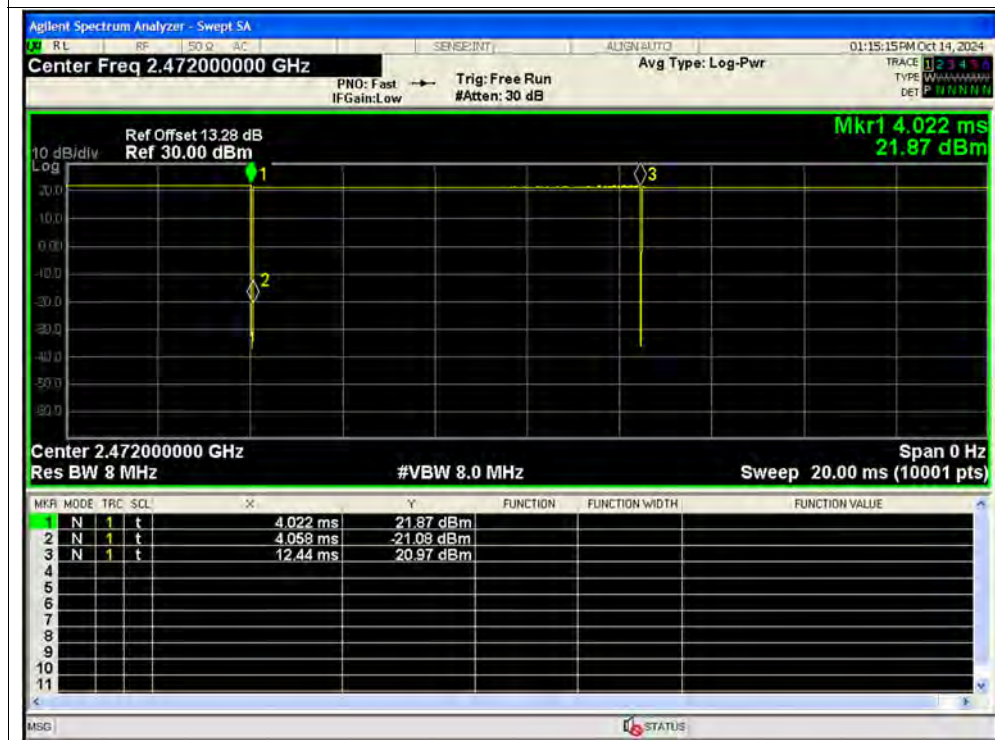 Agilent Spectrum Analyzer - Swept SA
RL RF 50 Ω AC SENSE:INT ALIGN AUTO 01:15:15 PM Oct 14, 2024
Center Freq 2.472000000 GHz
PNO: Fast
IFGain:Low
Trig: Free Run
#Atten: 30 dB
Avg Type: Log-Pwr
TRACE 1 2 3 4 5 6
TYPE
DET P N N N N N
Mkr1 4.022 ms
21.87 dBm
Ref Offset 13.28 dB
10 dB/div Ref 30.00 dBm
Log
1
3
20.0
10.0
0.00
-10.0
2
-20.0
-30.0
-40.0
-50.0
-60.0
Center 2.472000000 GHz Span 0 Hz
Res BW 8 MHz #VBW 8.0 MHz Sweep 20.00 ms (10001 pts)
MKR MODE TRC SCL X Y FUNCTION FUNCTION WIDTH FUNCTION VALUE
1 N 1 t 4.022 ms 21.87 dBm
2 N 1 t 4.058 ms -21.08 dBm
3 N 1 t 12.44 ms 20.97 dBm
4
5
6
7
8
9
10
11
MSG STATUS